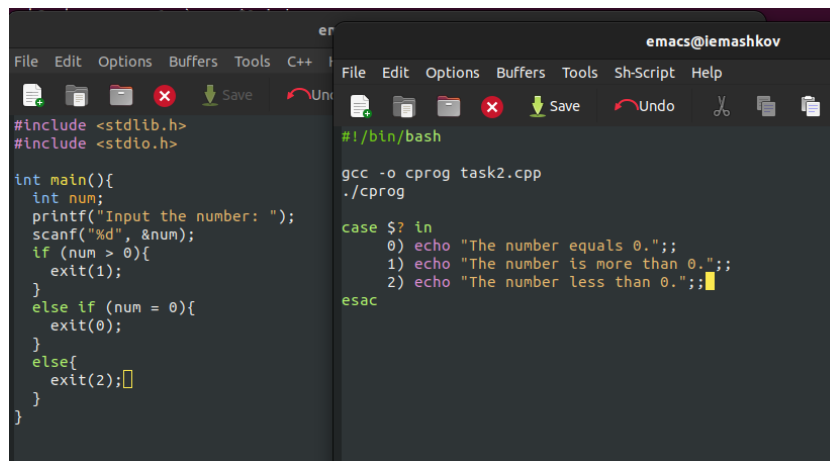 er
File Edit Options Buffers Tools C++
Save Und
#include <stdlib.h>
#include <stdio.h>
int main(){
int num;
printf("Input the number: ");
scanf("%d", &num);
if (num > 0){
exit(1);
}
else if (num = 0){
exit(0);
}
else{
exit(2);
}
}
emacs@iemashkov
File Edit Options Buffers Tools Sh-Script Help
Save Undo
#!/bin/bash
gcc -o cprog task2.cpp
./cprog
case $? in
0) echo "The number equals 0.";;
1) echo "The number is more than 0.";;
2) echo "The number less than 0.";;
esac